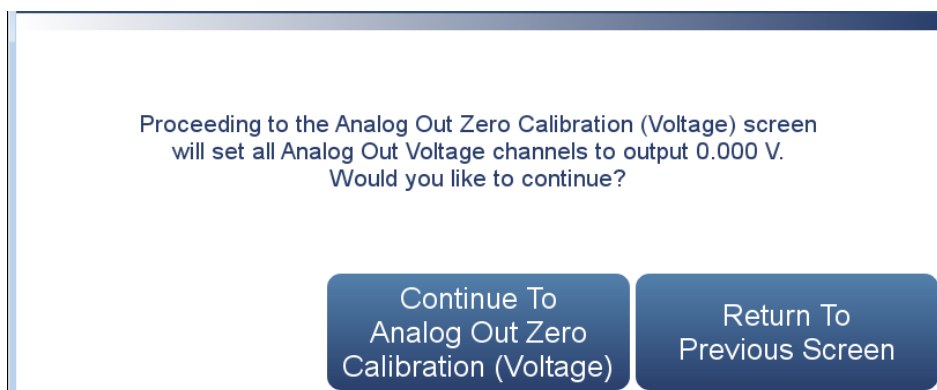 Proceeding to the Analog Out Zero Calibration (Voltage) screen
will set all Analog Out Voltage channels to output 0.000 V.
Would you like to continue?
Continue To
Analog Out Zero
Calibration (Voltage)
Return To
Previous Screen